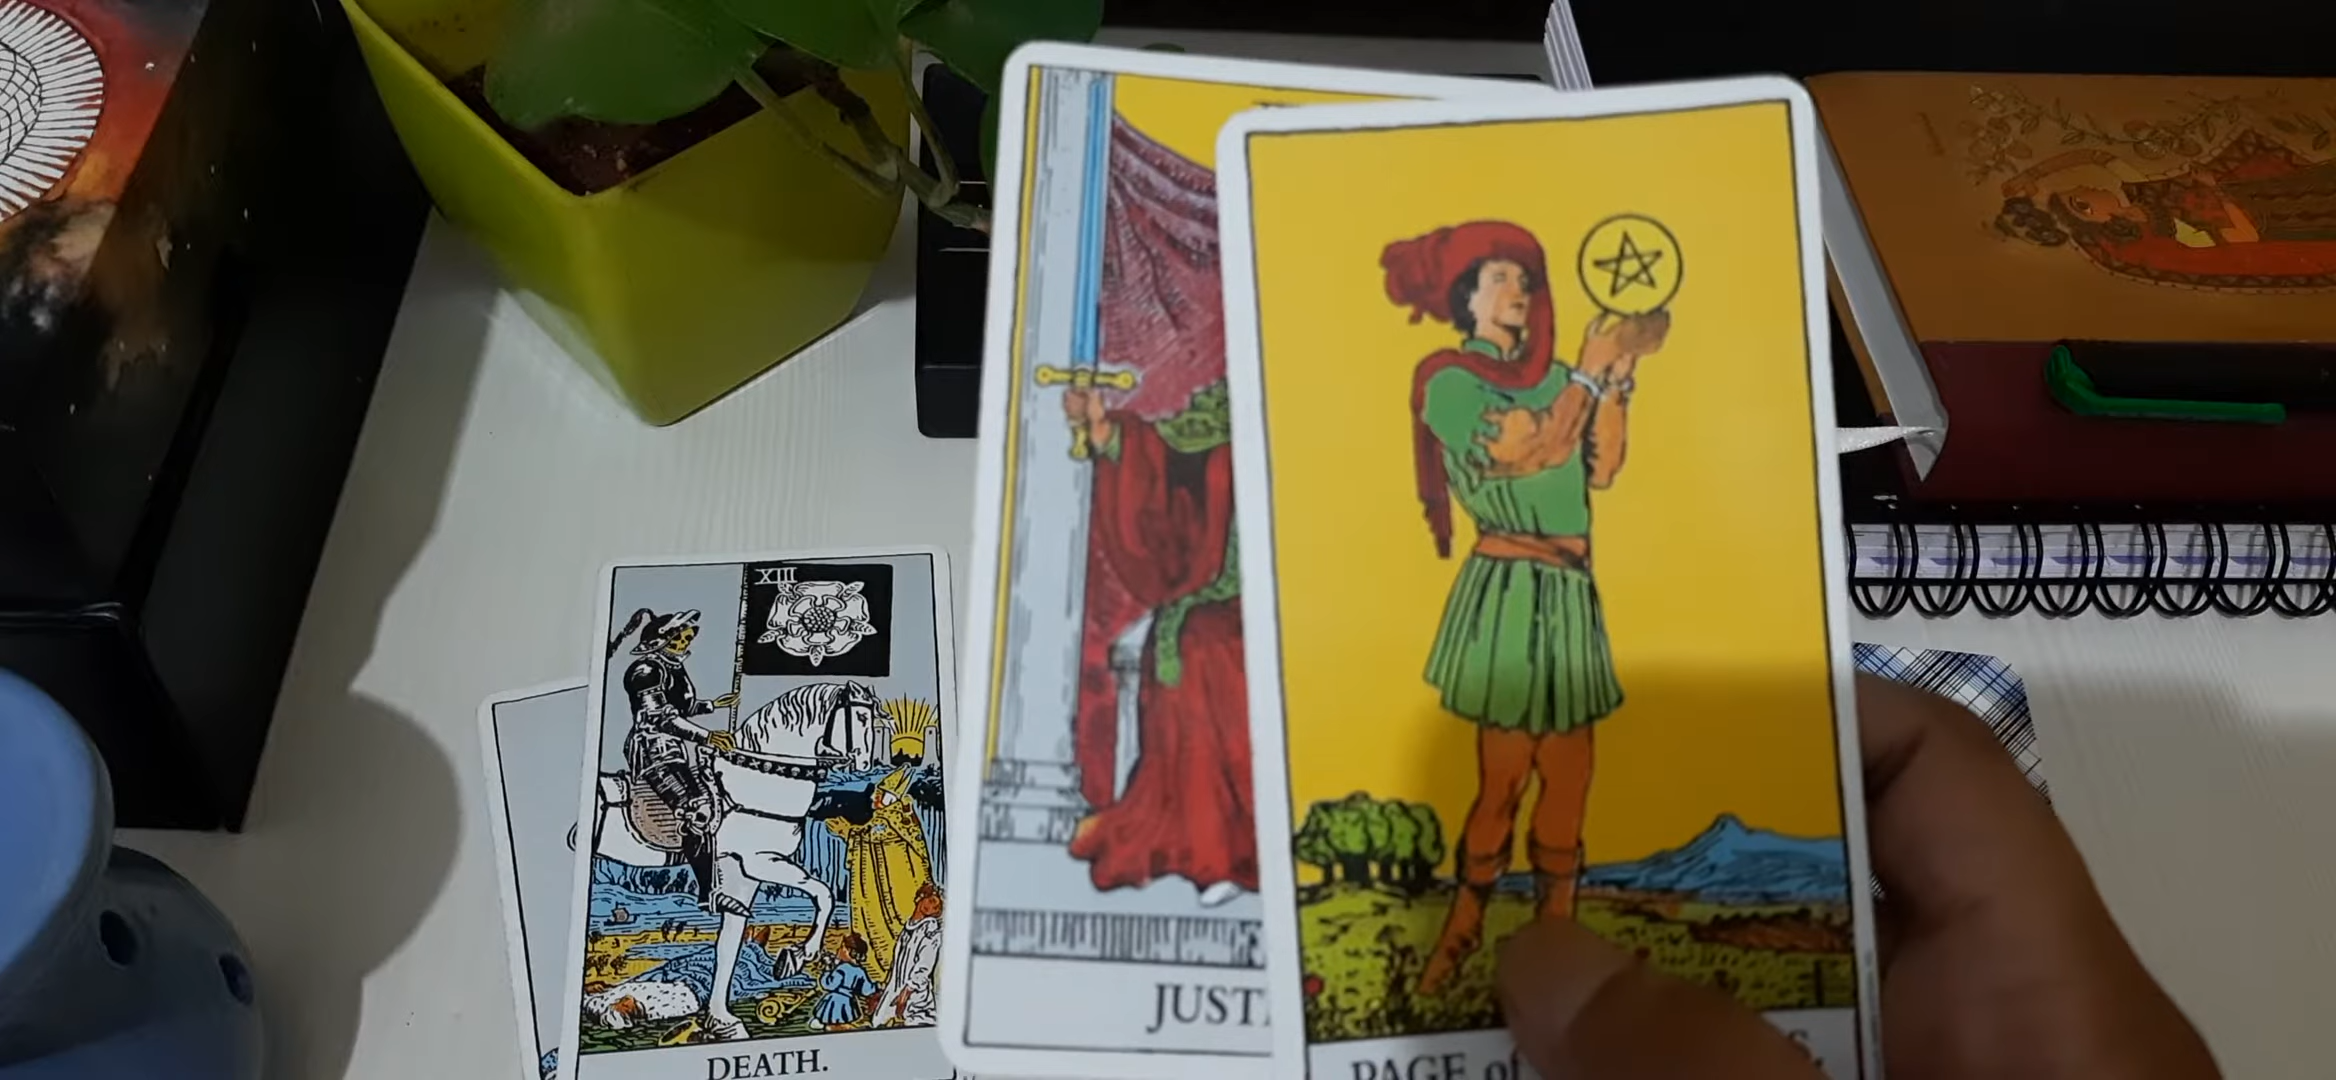 XIII
DEATH.
JUST
PAGE of
S.